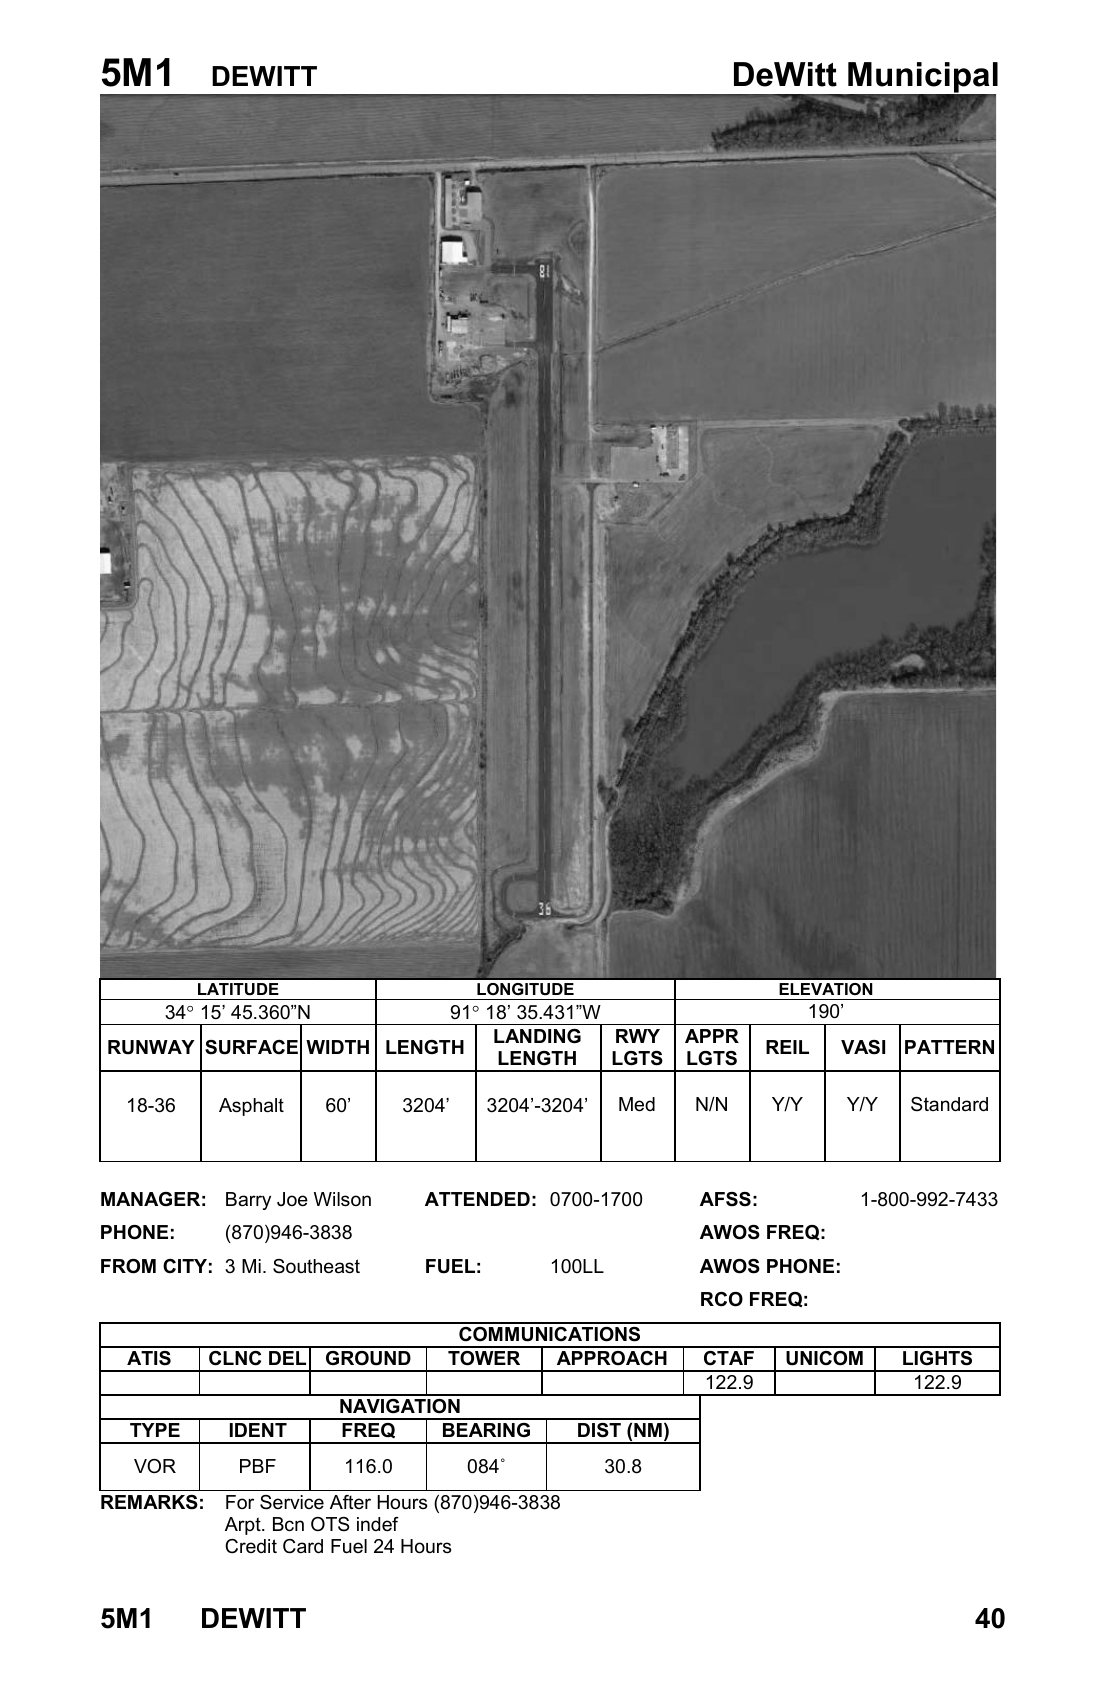 5M1 DEWITT DeWitt Municipal
18
36
LATITUDE LONGITUDE ELEVATION
34° 15’ 45.360”N 91° 18’ 35.431”W 190’
RUNWAY SURFACE WIDTH LENGTH LANDING LENGTH RWY LGTS APPR LGTS REIL VASI PATTERN
18-36 Asphalt 60’ 3204’ 3204’-3204’ Med N/N Y/Y Y/Y Standard
MANAGER: Barry Joe Wilson ATTENDED: 0700-1700 AFSS: 1-800-992-7433
PHONE: (870)946-3838 AWOS FREQ:
FROM CITY: 3 Mi. Southeast FUEL: 100LL AWOS PHONE:
RCO FREQ:
COMMUNICATIONS
ATIS CLNC DEL GROUND TOWER APPROACH CTAF UNICOM LIGHTS
122.9 122.9
NAVIGATION
TYPE IDENT FREQ BEARING DIST (NM)
VOR PBF 116.0 084° 30.8
REMARKS: For Service After Hours (870)946-3838
Arpt. Bcn OTS indef
Credit Card Fuel 24 Hours
5M1 DEWITT 40